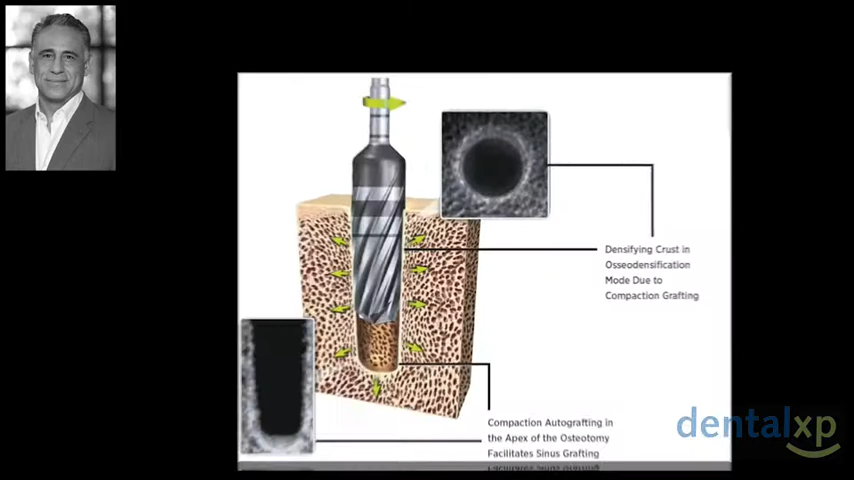 Densifying Crust in
Osseodensification
Mode Due to
Compaction Grafting
Compaction Autografting in
the Apex of the Osteotomy
Facilitates Sinus Grafting
dentalxp